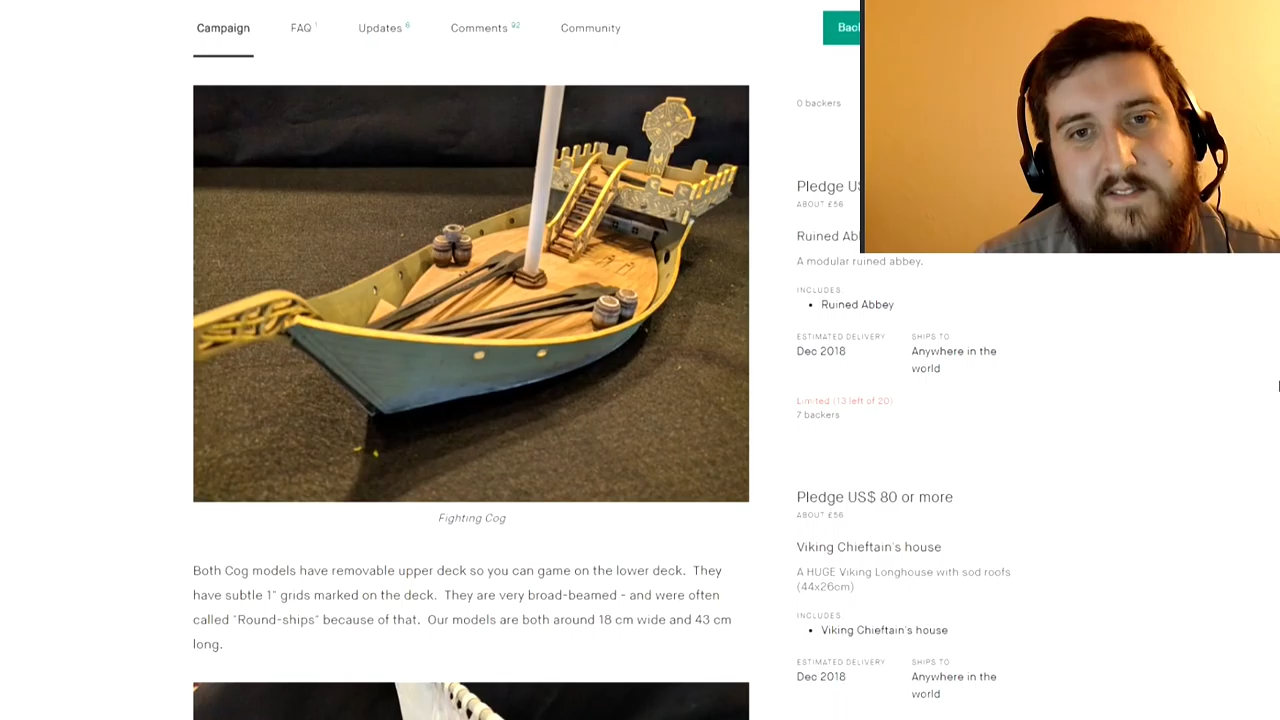 Campaign
FAQ 1
Updates 6
Comments 92
Community
Fighting Cog
Both Cog models have removable upper deck so you can game on the lower deck. They
have subtle 1" grids marked on the deck. They are very broad-beamed - and were often
called "Round-ships" because of that. Our models are both around 18 cm wide and 43 cm
long.
0 backers
Pledge
ABOUT £56
Ruined
A modular ruined abbey.
INCLUDES:
• Ruined Abbey
ESTIMATED DELIVERY
Dec 2018
SHIPS TO
Anywhere in the
world
Limited (13 left of 20)
7 backers
Pledge US$ 80 or more
ABOUT £56
Viking Chieftain's house
A HUGE Viking Longhouse with sod roofs
(44x26cm)
INCLUDES:
• Viking Chieftain's house
ESTIMATED DELIVERY
Dec 2018
SHIPS TO
Anywhere in the
world